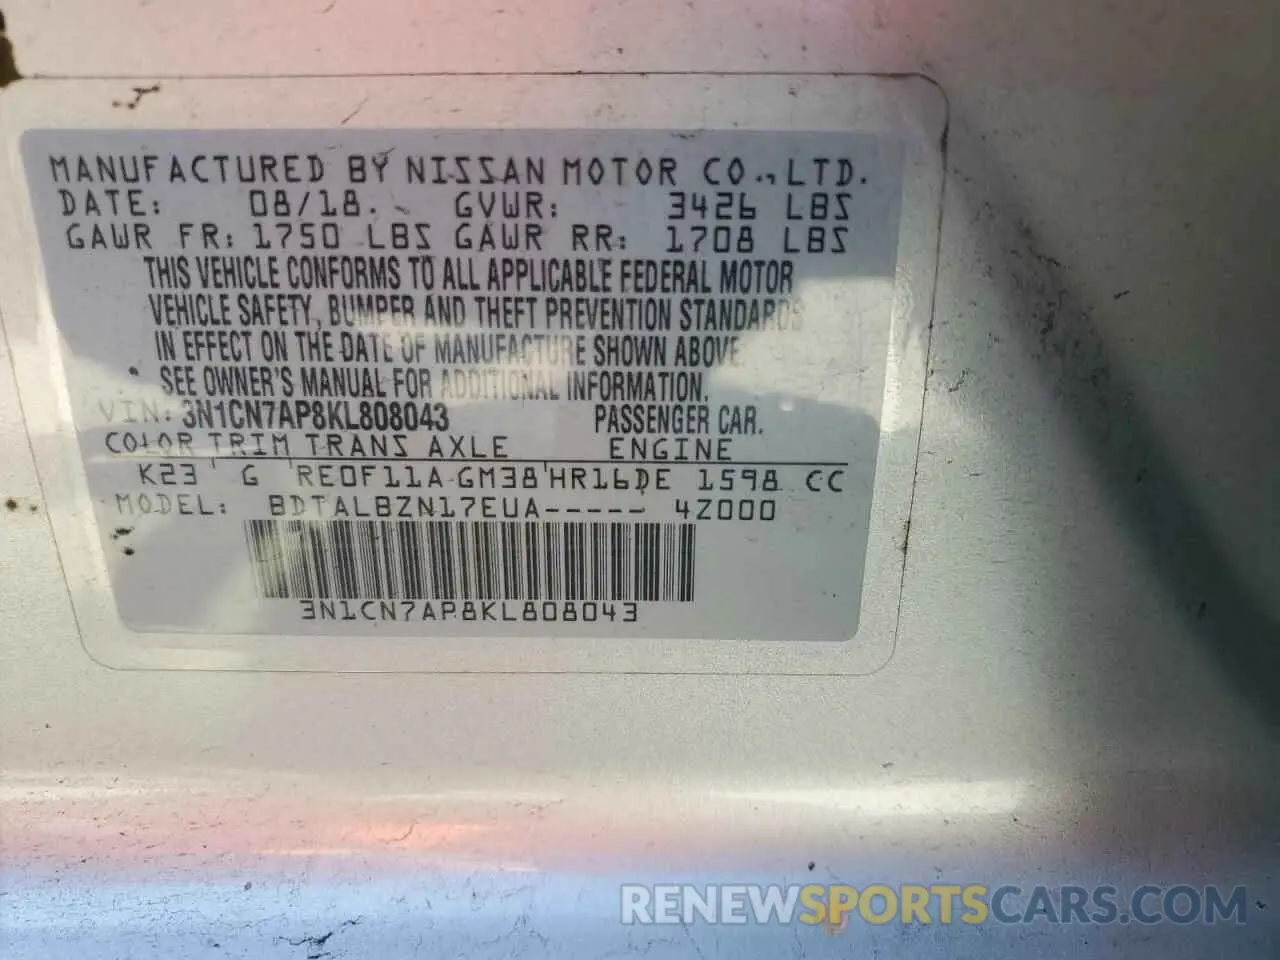 MANUFACTURED BY NISSAN MOTOR CO., LTD.
DATE: 08/18. GVWR: 3426 LBS
GAWR FR: 1750 LBS GAWR RR: 1708 LBS
THIS VEHICLE CONFORMS TO ALL APPLICABLE FEDERAL MOTOR
VEHICLE SAFETY, BUMPER AND THEFT PREVENTION STANDARDS
IN EFFECT ON THE DATE OF MANUFACTURE SHOWN ABOVE.
SEE OWNER'S MANUAL FOR ADDITIONAL INFORMATION.
VIN: 3N1CN7AP8KL808043 PASSENGER CAR.
COLOR TRIM TRANS AXLE ENGINE
K23 G RE0F11A GM38 HR16DE 1598 CC
MODEL: BDTALBZN17EUA----- 4Z000
3N1CN7AP8KL808043
RENEWSPORTSCARS.COM